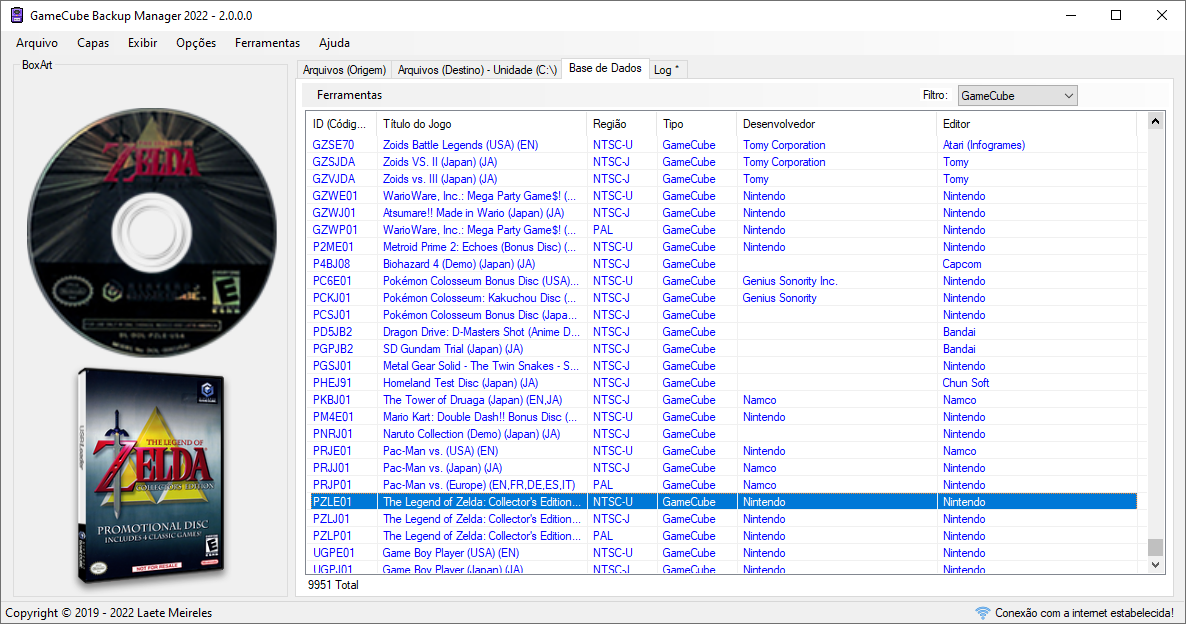 GameCube Backup Manager 2022 - 2.0.0.0
Arquivo Capas Exibir Opções Ferramentas Ajuda
BoxArt
THE LEGEND OF
ZELDA
THE LEGEND OF
ZELDA
COLLECTOR'S EDITION
PROMOTIONAL DISC
INCLUDES 4 CLASSIC GAMES!
NOT FOR RESALE
Arquivos (Origem) Arquivos (Destino) - Unidade (C:\) Base de Dados Log *
Ferramentas Filtro: GameCube
ID (Códig... Título do Jogo Região Tipo Desenvolvedor Editor
GZSE70 Zoids Battle Legends (USA) (EN) NTSC-U GameCube Tomy Corporation Atari (Infogrames)
GZSJDA Zoids VS. II (Japan) (JA) NTSC-J GameCube Tomy Corporation Tomy
GZVJDA Zoids vs. III (Japan) (JA) NTSC-J GameCube Tomy Tomy
GZWE01 WarioWare, Inc.: Mega Party Game$! (... NTSC-U GameCube Nintendo Nintendo
GZWJ01 Atsumare!! Made in Wario (Japan) (JA) NTSC-J GameCube Nintendo Nintendo
GZWP01 WarioWare, Inc.: Mega Party Game$! (... PAL GameCube Nintendo Nintendo
P2ME01 Metroid Prime 2: Echoes (Bonus Disc) (... NTSC-U GameCube Nintendo Nintendo
P4BJ08 Biohazard 4 (Demo) (Japan) (JA) NTSC-J GameCube Capcom
PC6E01 Pokémon Colosseum Bonus Disc (USA)... NTSC-U GameCube Genius Sonority Inc. Nintendo
PCKJ01 Pokémon Colosseum: Kakuchou Disc (... NTSC-J GameCube Genius Sonority Nintendo
PCSJ01 Pokémon Colosseum Bonus Disc (Japa... NTSC-J GameCube Nintendo
PD5JB2 Dragon Drive: D-Masters Shot (Anime D... NTSC-J GameCube Bandai
PGPJB2 SD Gundam Trial (Japan) (JA) NTSC-J GameCube Bandai
PGSJ01 Metal Gear Solid - The Twin Snakes - S... NTSC-J GameCube Nintendo
PHEJ91 Homeland Test Disc (Japan) (JA) NTSC-J GameCube Chun Soft
PKBJ01 The Tower of Druaga (Japan) (EN,JA) NTSC-J GameCube Namco Namco
PM4E01 Mario Kart: Double Dash!! Bonus Disc (... NTSC-U GameCube Nintendo Nintendo
PNRJ01 Naruto Collection (Demo) (Japan) (JA) NTSC-J GameCube Nintendo
PRJE01 Pac-Man vs. (USA) (EN) NTSC-U GameCube Nintendo Namco
PRJJ01 Pac-Man vs. (Japan) (JA) NTSC-J GameCube Namco Nintendo
PRJP01 Pac-Man vs. (Europe) (EN,FR,DE,ES,IT) PAL GameCube Namco Nintendo
PZLE01 The Legend of Zelda: Collector's Edition... NTSC-U GameCube Nintendo Nintendo
PZLJ01 The Legend of Zelda: Collector's Edition... NTSC-J GameCube Nintendo Nintendo
PZLP01 The Legend of Zelda: Collector's Edition... PAL GameCube Nintendo Nintendo
UGPE01 Game Boy Player (USA) (EN) NTSC-U GameCube Nintendo Nintendo
UGPJ01 Game Boy Player (Japan) (JA) NTSC-J GameCube Nintendo Nintendo
9951 Total
Copyright © 2019 - 2022 Laete Meireles Conexão com a internet estabelecida!